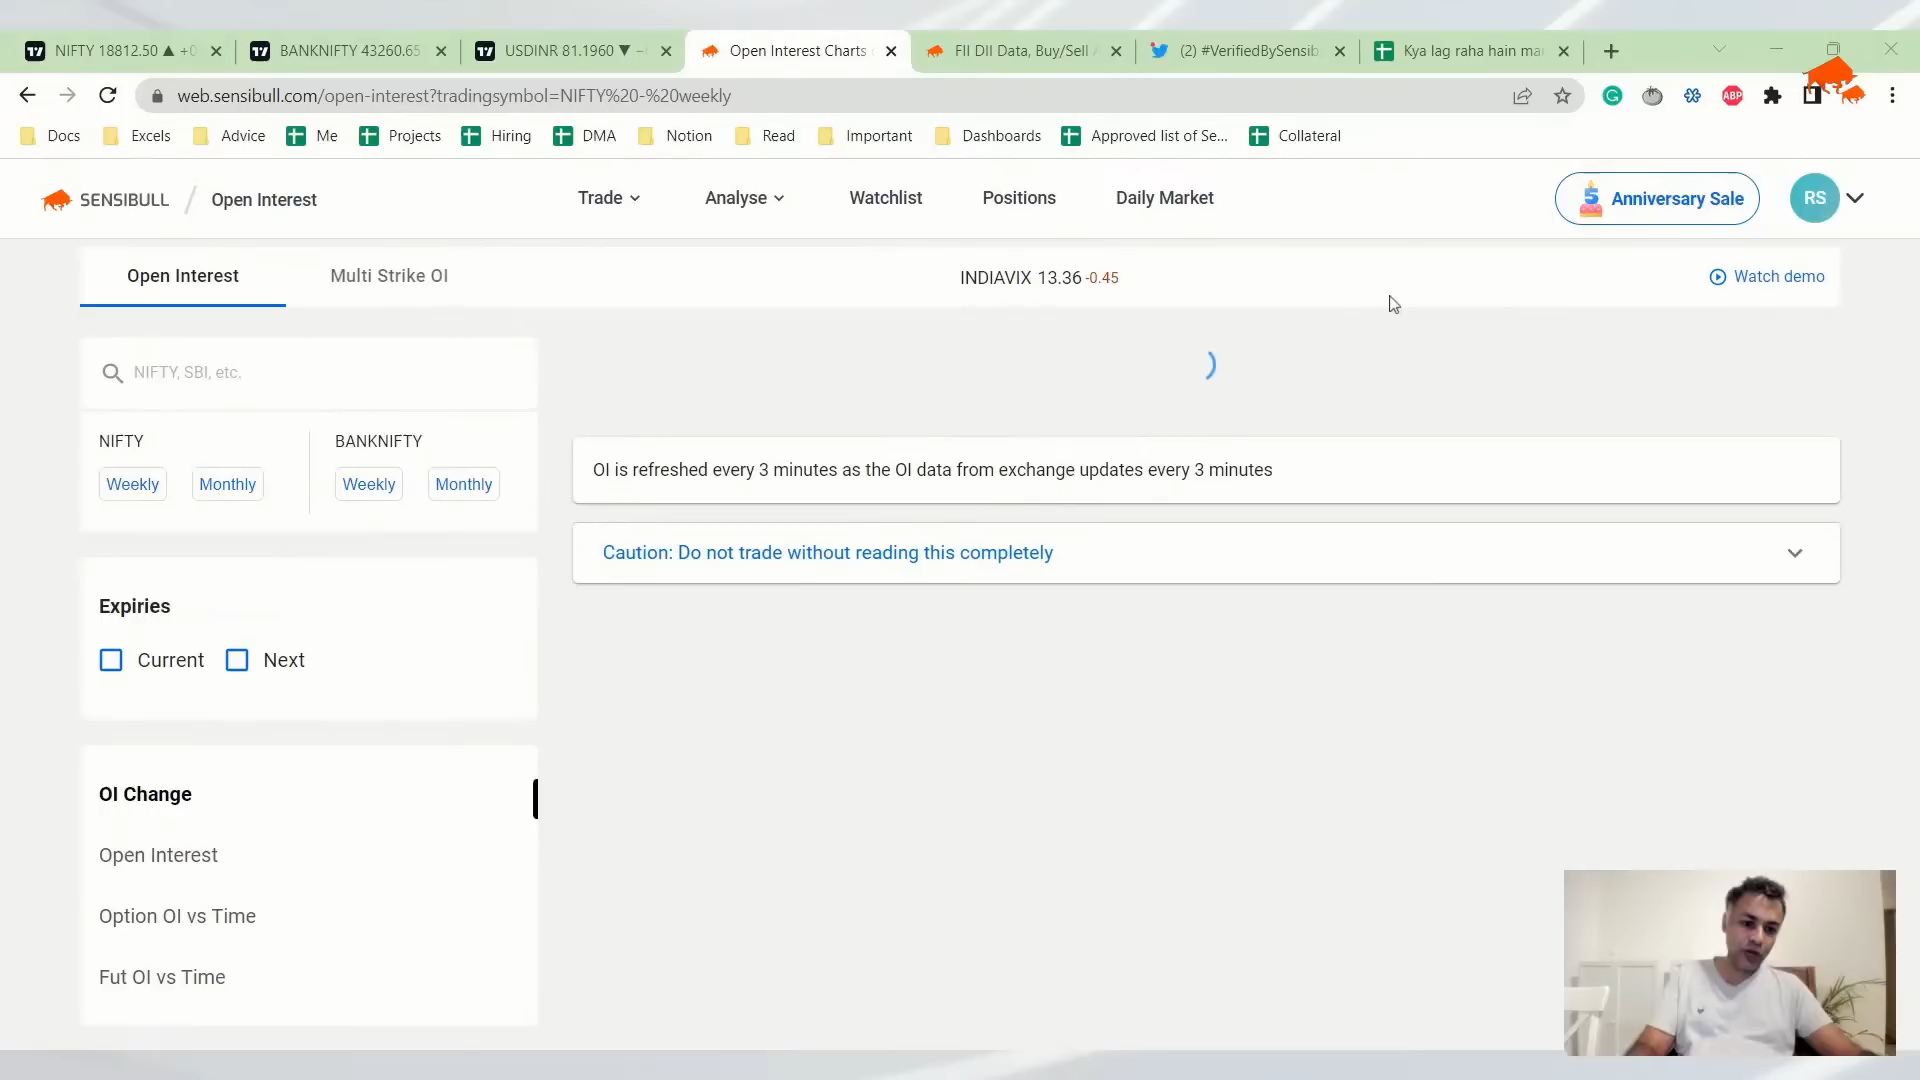 NIFTY 18812.50 ▲ +0
BANKNIFTY 43260.65
USDINR 81.1960 ▼ −
Open Interest Charts
FII DII Data, Buy/Sell
(2) #VerifiedBySensib
Kya lag raha hain ma
web.sensibull.com/open-interest?tradingsymbol=NIFTY%20-%20weekly
ABP
Docs
Excels
Advice
Me
Projects
Hiring
DMA
Notion
Read
Important
Dashboards
Approved list of Se...
Collateral
SENSIBULL / Open Interest
Trade
Analyse
Watchlist
Positions
Daily Market
5 Anniversary Sale
RS
Open Interest
Multi Strike OI
INDIAVIX 13.36 -0.45
Watch demo
NIFTY, SBI, etc.
NIFTY
BANKNIFTY
Weekly
Monthly
Weekly
Monthly
OI is refreshed every 3 minutes as the OI data from exchange updates every 3 minutes
Caution: Do not trade without reading this completely
Expiries
Current
Next
OI Change
Open Interest
Option OI vs Time
Fut OI vs Time